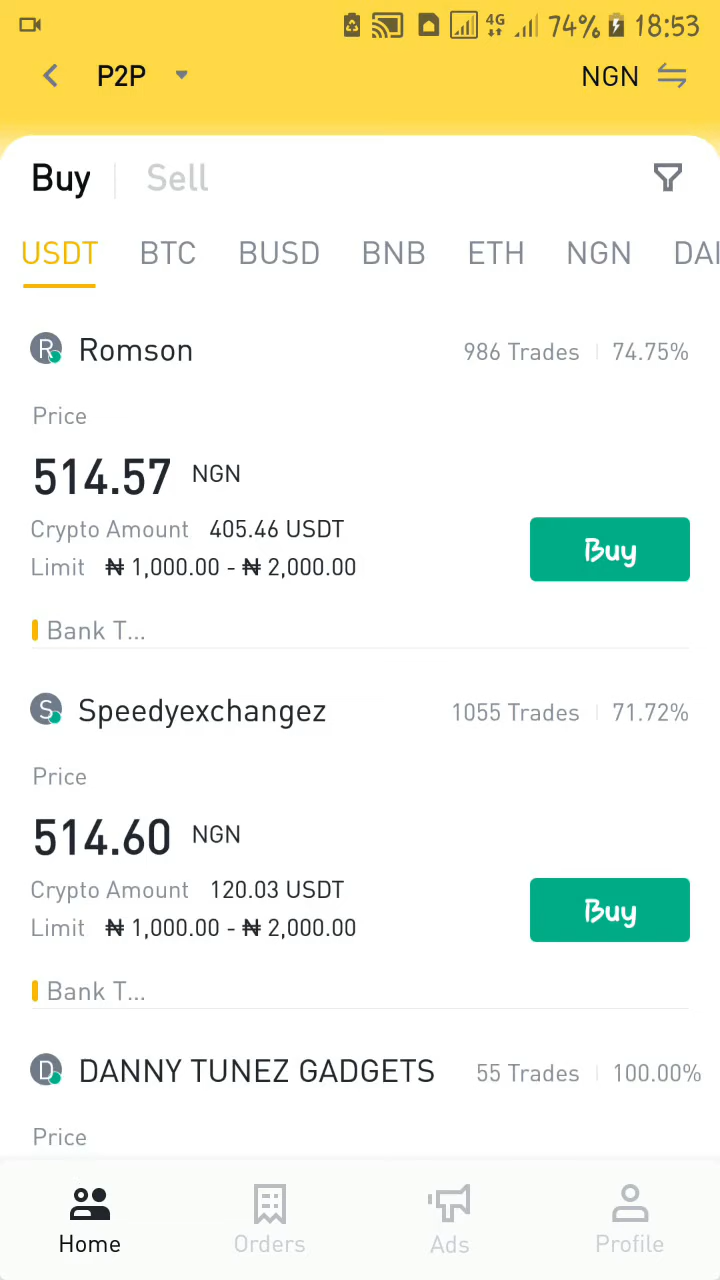 4G 74% 18:53
P2P NGN
Buy Sell
USDT BTC BUSD BNB ETH NGN DAI
R Romson 986 Trades 74.75%
Price
514.57 NGN
Crypto Amount 405.46 USDT
Limit ₦ 1,000.00 - ₦ 2,000.00
Buy
Bank T...
S Speedyexchangez 1055 Trades 71.72%
Price
514.60 NGN
Crypto Amount 120.03 USDT
Limit ₦ 1,000.00 - ₦ 2,000.00
Buy
Bank T...
D DANNY TUNEZ GADGETS 55 Trades 100.00%
Price
Home Orders Ads Profile